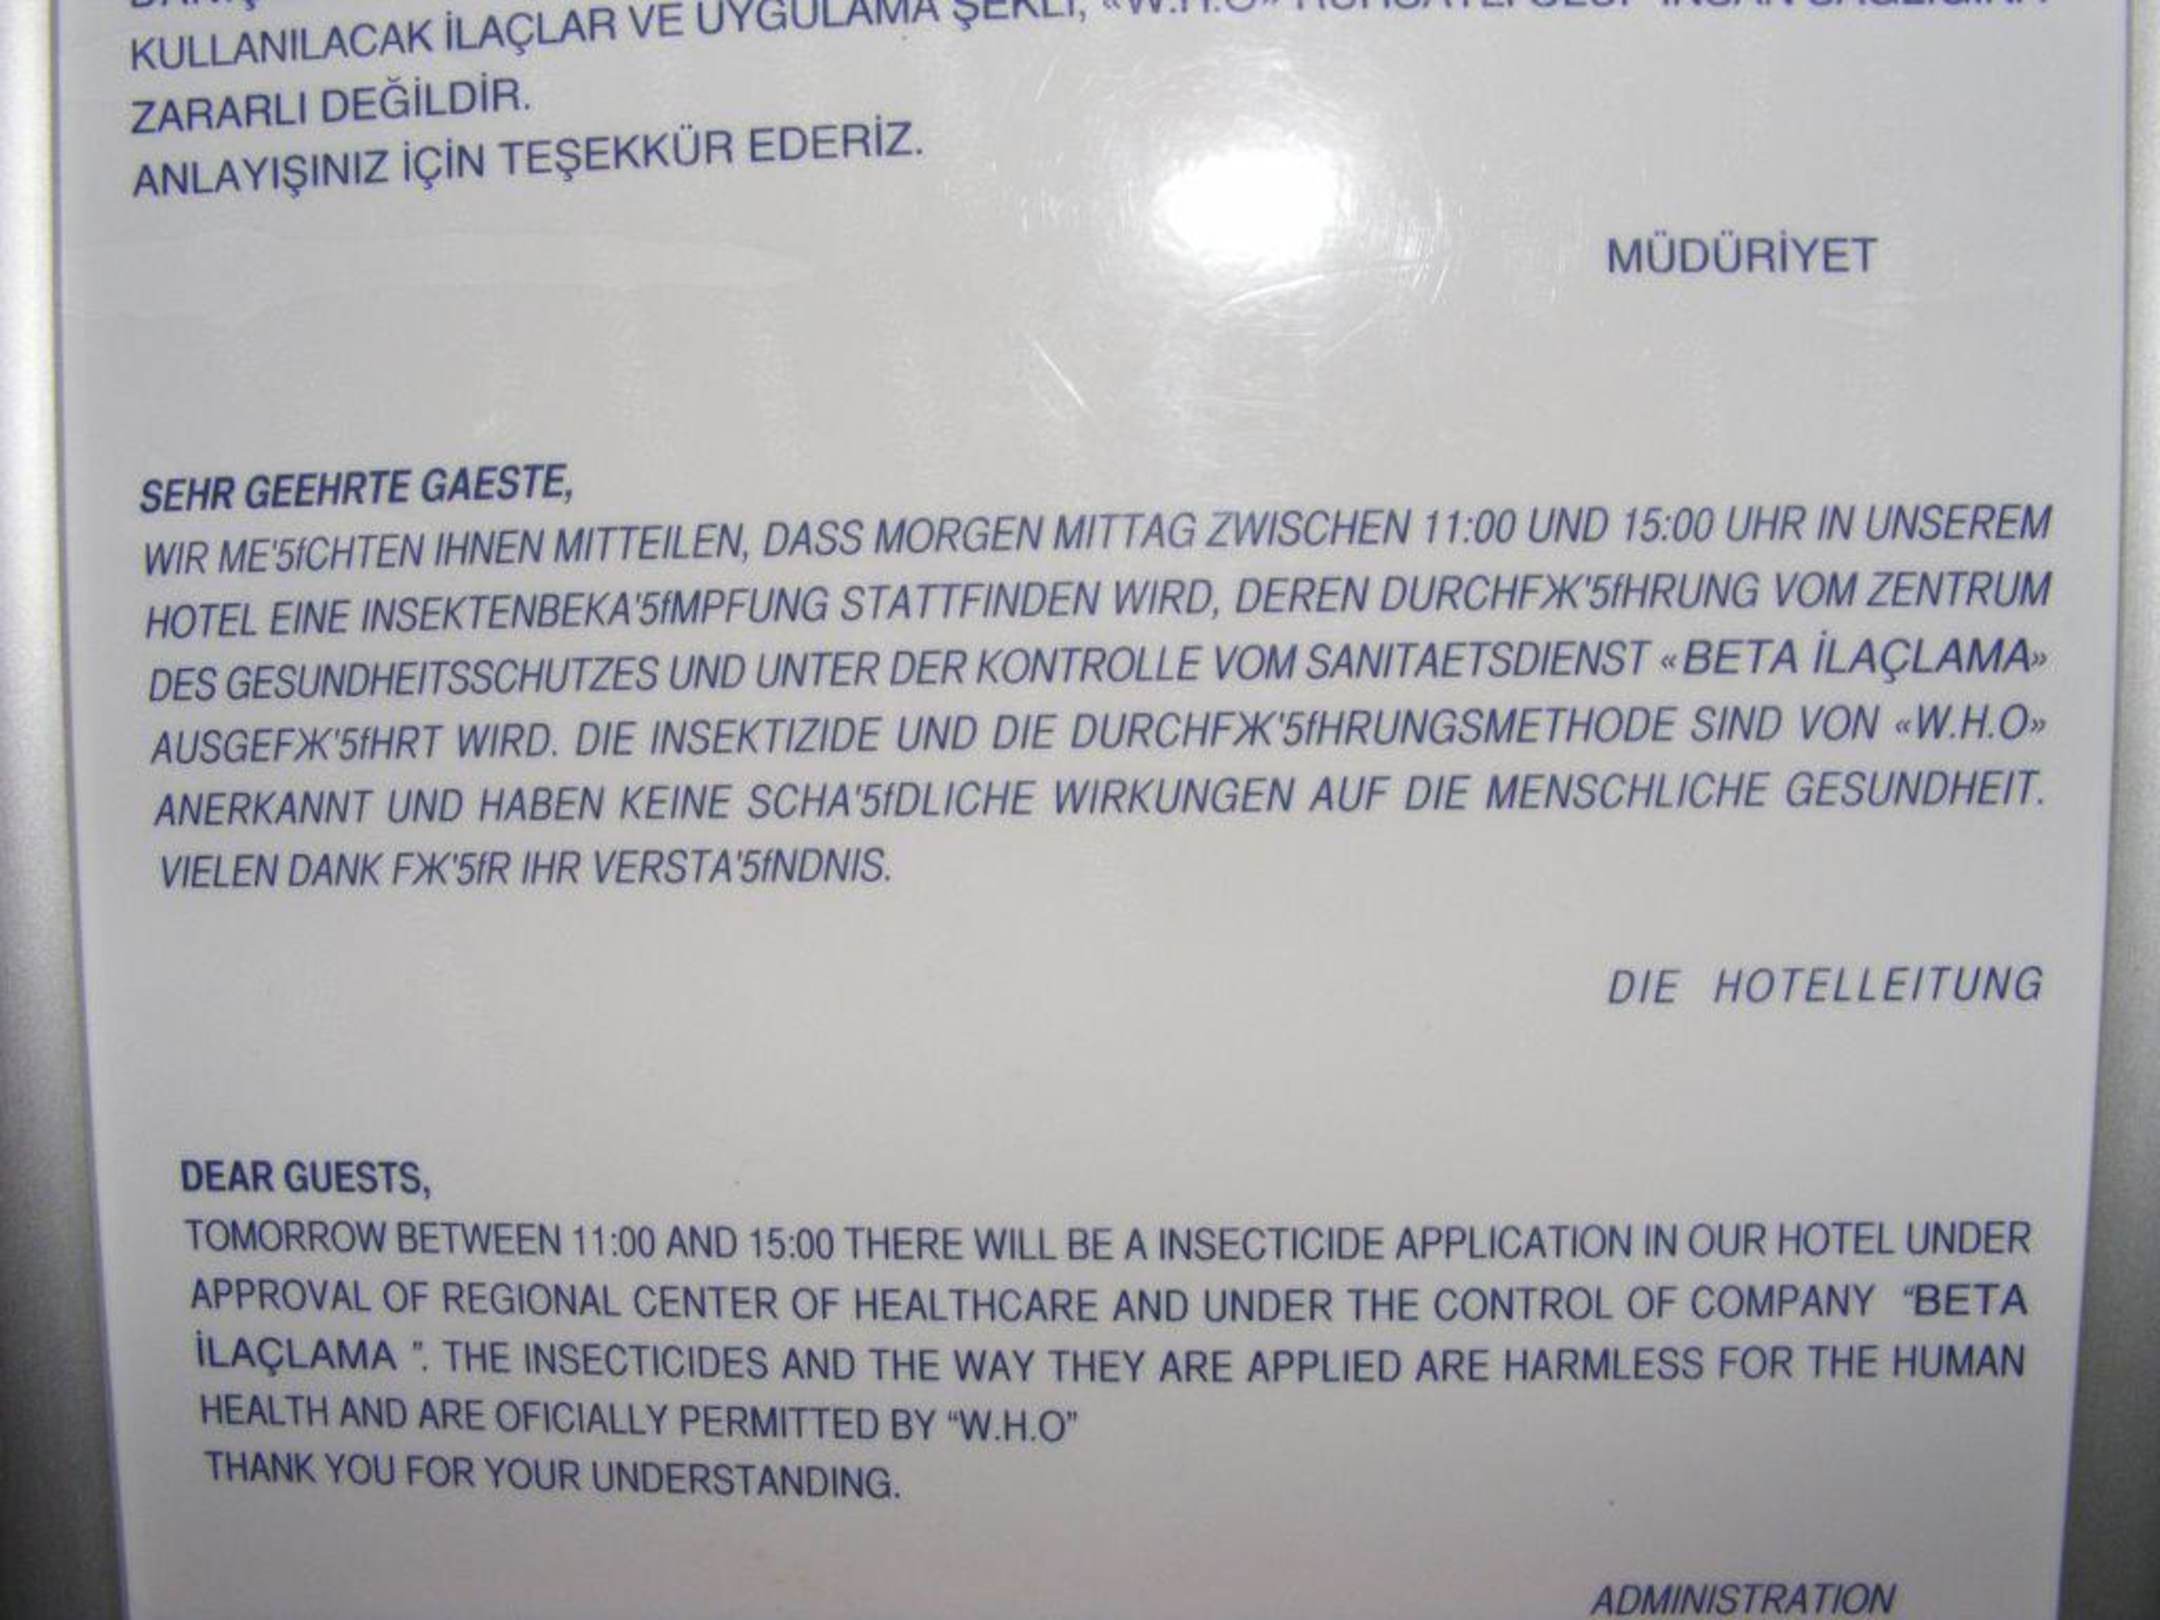 KULLANILACAK İLAÇLAR VE UYGULAMA ŞEKLİ, «W.H.O»
ZARARLI DEĞİLDİR.
ANLAYIŞINIZ İÇİN TEŞEKKÜR EDERİZ.
MÜDÜRİYET
SEHR GEEHRTE GAESTE,
WIR ME'5fCHTEN IHNEN MITTEILEN, DASS MORGEN MITTAG ZWISCHEN 11:00 UND 15:00 UHR IN UNSEREM
HOTEL EINE INSEKTENBEKA'5fMPFUNG STATTFINDEN WIRD, DEREN DURCHFЖ'5fHRUNG VOM ZENTRUM
DES GESUNDHEITSSCHUTZES UND UNTER DER KONTROLLE VOM SANITAETSDIENST «BETA İLAÇLAMA»
AUSGEFЖ'5fHRT WIRD. DIE INSEKTIZIDE UND DIE DURCHFЖ'5fHRUNGSMETHODE SIND VON «W.H.O»
ANERKANNT UND HABEN KEINE SCHA'5fDLICHE WIRKUNGEN AUF DIE MENSCHLICHE GESUNDHEIT.
VIELEN DANK FЖ'5fR IHR VERSTA'5fNDNIS.
DIE HOTELLEITUNG
DEAR GUESTS,
TOMORROW BETWEEN 11:00 AND 15:00 THERE WILL BE A INSECTICIDE APPLICATION IN OUR HOTEL UNDER
APPROVAL OF REGIONAL CENTER OF HEALTHCARE AND UNDER THE CONTROL OF COMPANY “BETA
İLAÇLAMA ”. THE INSECTICIDES AND THE WAY THEY ARE APPLIED ARE HARMLESS FOR THE HUMAN
HEALTH AND ARE OFICIALLY PERMITTED BY “W.H.O”
THANK YOU FOR YOUR UNDERSTANDING.
ADMINISTRATION